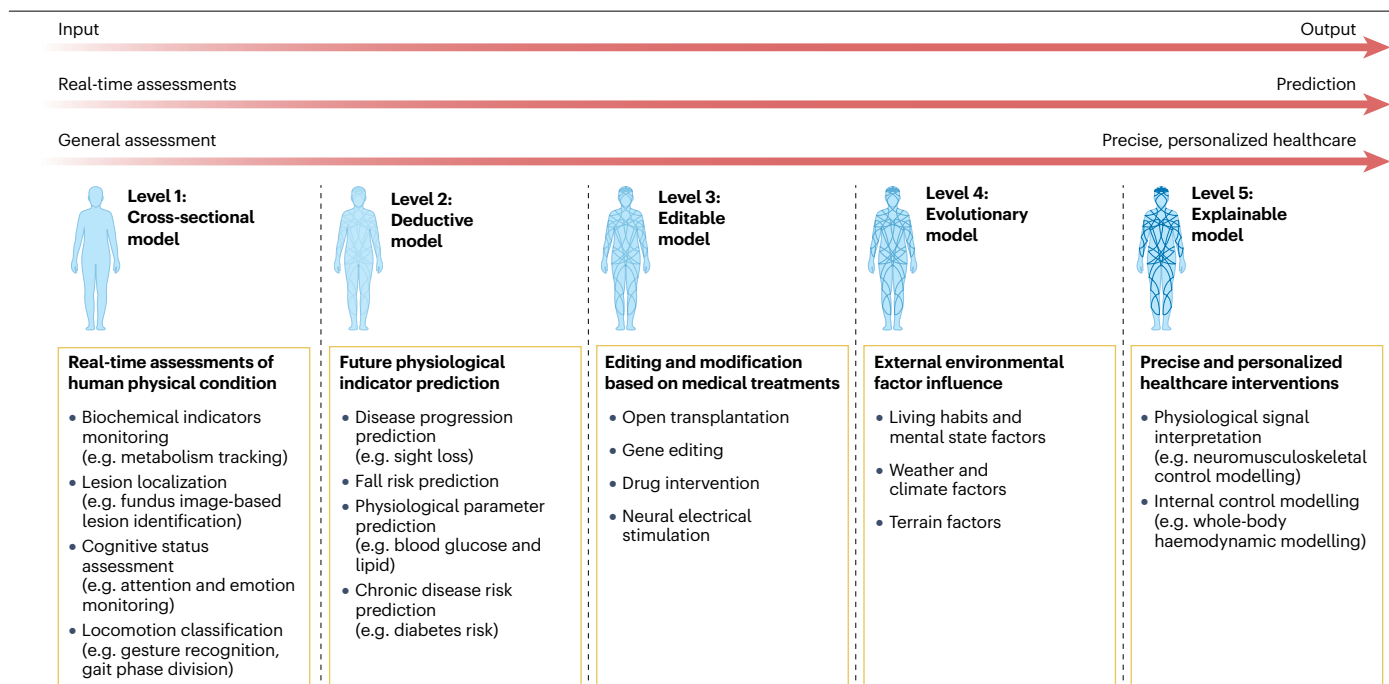 Input
Output
Real-time assessments
Prediction
General assessment
Precise, personalized healthcare
Level 1:
Cross-sectional
model
Level 2:
Deductive
model
Level 3:
Editable
model
Level 4:
Evolutionary
model
Level 5:
Explainable
model
Real-time assessments of
human physical condition
• Biochemical indicators
monitoring
(e.g. metabolism tracking)
• Lesion localization
(e.g. fundus image-based
lesion identification)
• Cognitive status
assessment
(e.g. attention and emotion
monitoring)
• Locomotion classification
(e.g. gesture recognition,
gait phase division)
Future physiological
indicator prediction
• Disease progression
prediction
(e.g. sight loss)
• Fall risk prediction
• Physiological parameter
prediction
(e.g. blood glucose and
lipid)
• Chronic disease risk
prediction
(e.g. diabetes risk)
Editing and modification
based on medical treatments
• Open transplantation
• Gene editing
• Drug intervention
• Neural electrical
stimulation
External environmental
factor influence
• Living habits and
mental state factors
• Weather and
climate factors
• Terrain factors
Precise and personalized
healthcare interventions
• Physiological signal
interpretation
(e.g. neuromusculoskeletal
control modelling)
• Internal control modelling
(e.g. whole-body
haemodynamic modelling)